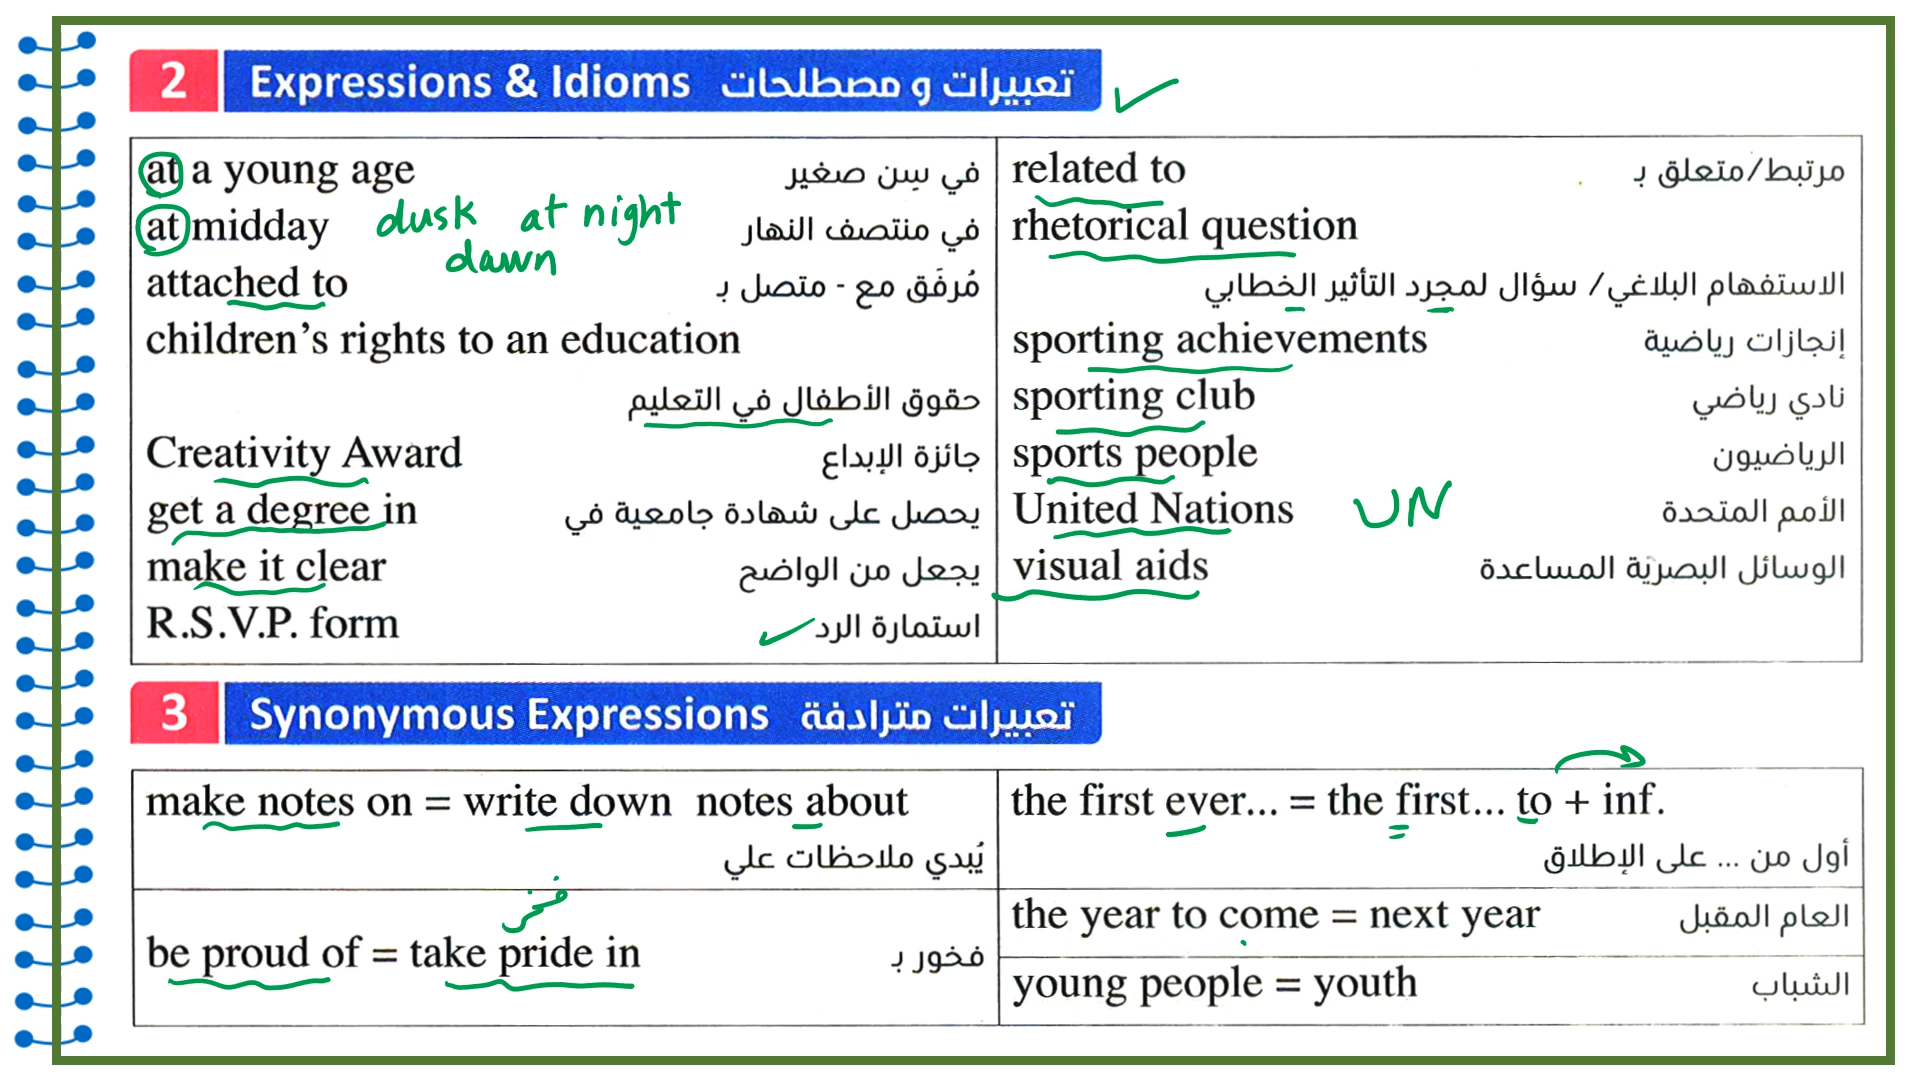 2 Expressions & Idioms تعبيرات و مصطلحات
at a young age في سِن صغير
at midday dusk at night في منتصف النهار
dawn
attached to مُرفَق مع - متصل بـ
children's rights to an education
حقوق الأطفال في التعليم
Creativity Award جائزة الإبداع
get a degree in يحصل على شهادة جامعية في
make it clear يجعل من الواضح
R.S.V.P. form استمارة الرد
related to مرتبط/متعلق بـ
rhetorical question
الاستفهام البلاغي/ سؤال لمجرد التأثير الخطابي
sporting achievements إنجازات رياضية
sporting club نادي رياضي
sports people الرياضيون
United Nations UN الأمم المتحدة
visual aids الوسائل البصرية المساعدة
3 Synonymous Expressions تعبيرات مترادفة
make notes on = write down notes about
يُبدي ملاحظات علي
فخر
be proud of = take pride in فخور بـ
the first ever... = the first... to + inf.
أول من ... على الإطلاق
the year to come = next year العام المقبل
young people = youth الشباب